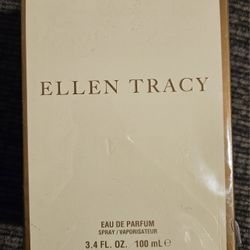 ELLEN TRACY
EAU DE PARFUM
SPRAY/VAPORISATEUR
3.4 FL. OZ. 100 mL ℮